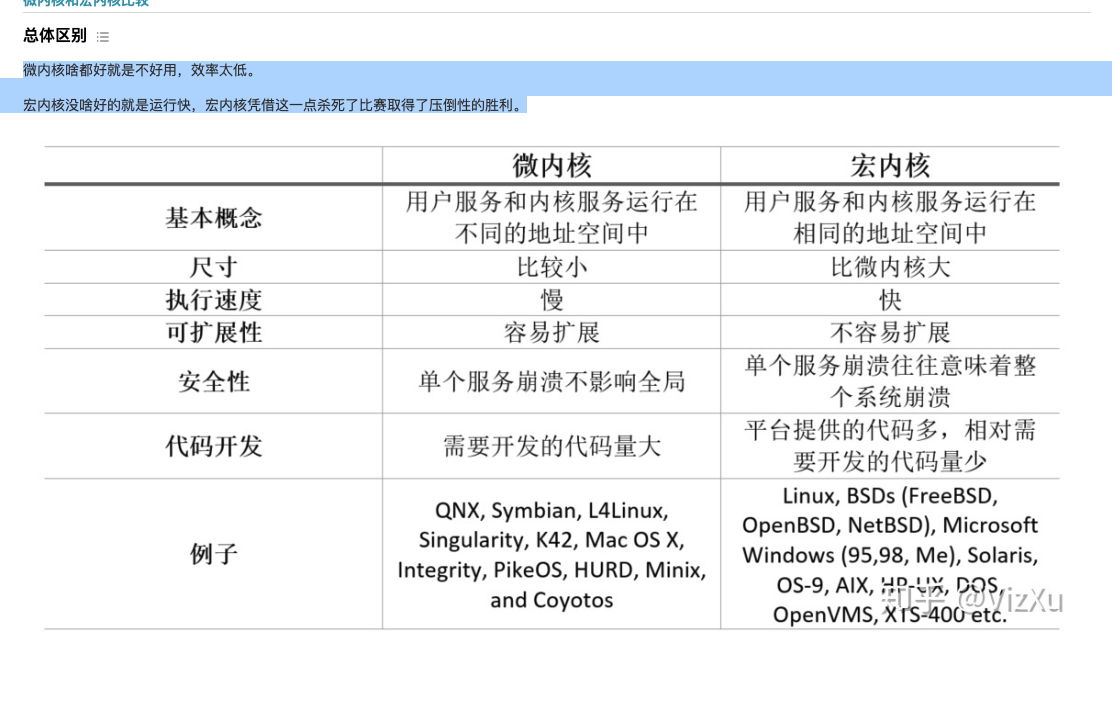 微内核和宏内核比较
总体区别
微内核啥都好就是不好用，效率太低。
宏内核没啥好的就是运行快，宏内核凭借这一点杀死了比赛取得了压倒性的胜利。
微内核 宏内核
基本概念
用户服务和内核服务运行在
不同的地址空间中
用户服务和内核服务运行在
相同的地址空间中
尺寸 比较小 比微内核大
执行速度 慢 快
可扩展性 容易扩展 不容易扩展
安全性 单个服务崩溃不影响全局
单个服务崩溃往往意味着整
个系统崩溃
代码开发 需要开发的代码量大
平台提供的代码多，相对需
要开发的代码量少
例子
QNX, Symbian, L4Linux,
Singularity, K42, Mac OS X,
Integrity, PikeOS, HURD, Minix,
and Coyotos
Linux, BSDs (FreeBSD,
OpenBSD, NetBSD), Microsoft
Windows (95,98, Me), Solaris,
OS-9, AIX, HP-UX, DOS,
OpenVMS, XTS-400 etc.
知乎 @VizXu